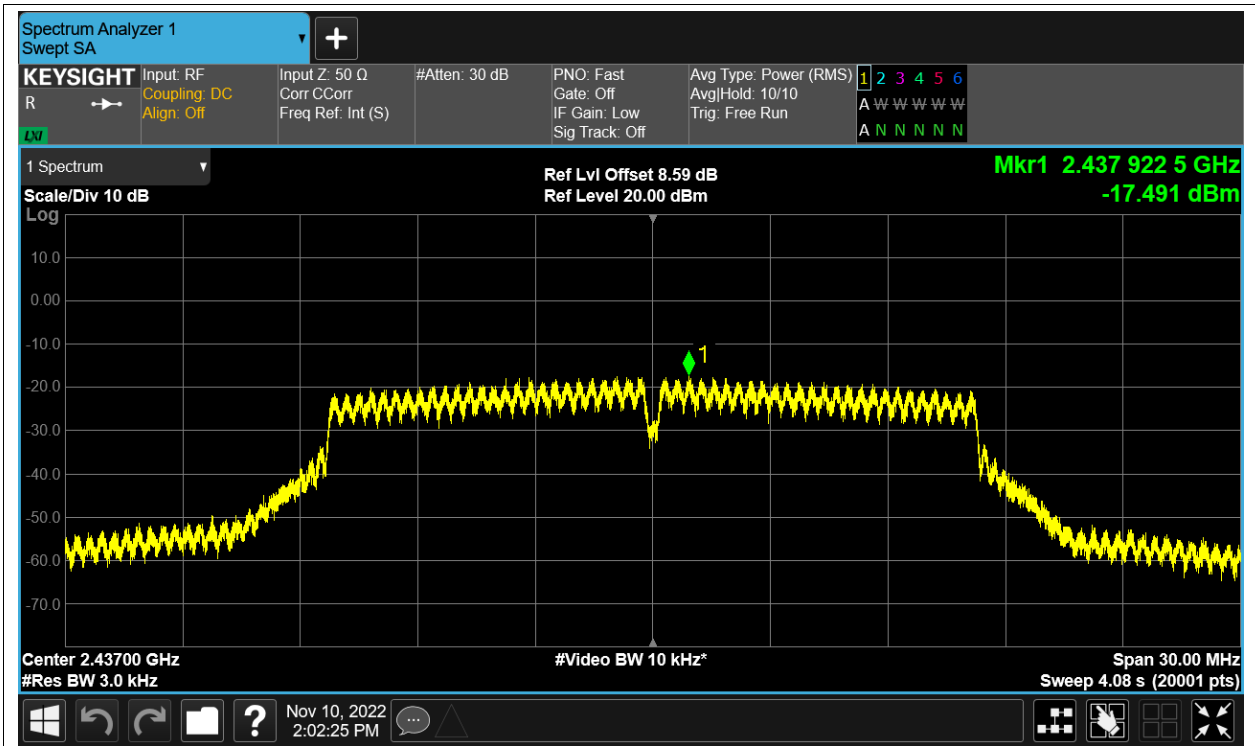 Spectrum Analyzer 1
Swept SA
KEYSIGHT
R
LXI
Input: RF
Coupling: DC
Align: Off
Input Z: 50 Ω
Corr CCorr
Freq Ref: Int (S)
#Atten: 30 dB
PNO: Fast
Gate: Off
IF Gain: Low
Sig Track: Off
Avg Type: Power (RMS)
Avg|Hold: 10/10
Trig: Free Run
1 2 3 4 5 6
A W W W W W
A N N N N N
1 Spectrum
Scale/Div 10 dB
Log
Ref Lvl Offset 8.59 dB
Ref Level 20.00 dBm
Mkr1 2.437 922 5 GHz
-17.491 dBm
10.0
0.00
-10.0
1
-20.0
-30.0
-40.0
-50.0
-60.0
-70.0
Center 2.43700 GHz
#Res BW 3.0 kHz
#Video BW 10 kHz*
Span 30.00 MHz
Sweep 4.08 s (20001 pts)
?
Nov 10, 2022
2:02:25 PM